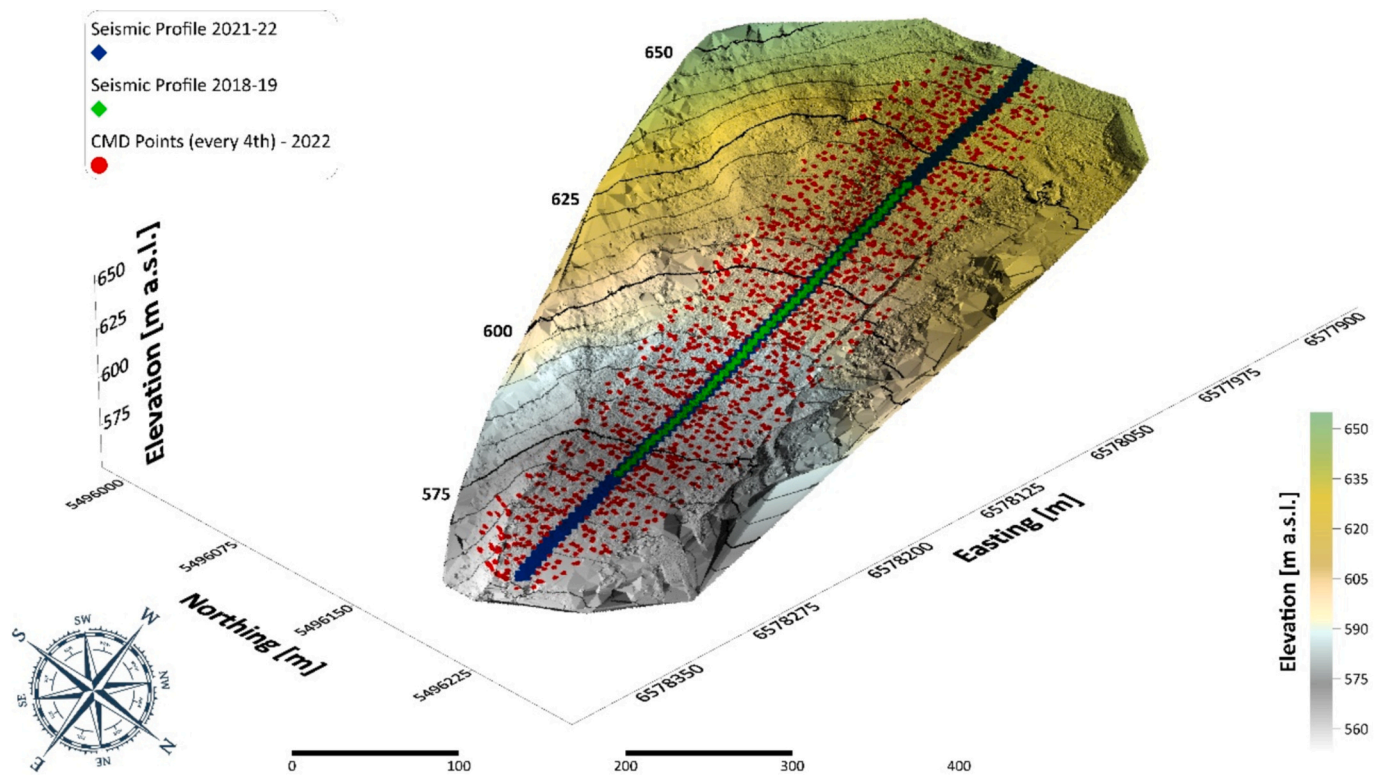 Seismic Profile 2021-22
Seismic Profile 2018-19
CMD Points (every 4th) - 2022
650
625
600
575
650
625
600
575
Elevation [m a.s.l.]
5496000
5496075
5496150
5496225
Northing [m]
6577900
6577975
6578050
6578125
6578200
6578275
6578350
Easting [m]
Elevation [m a.s.l.]
650
635
620
605
590
575
560
S
SW
W
NW
N
NE
E
SE
0
100
200
300
400